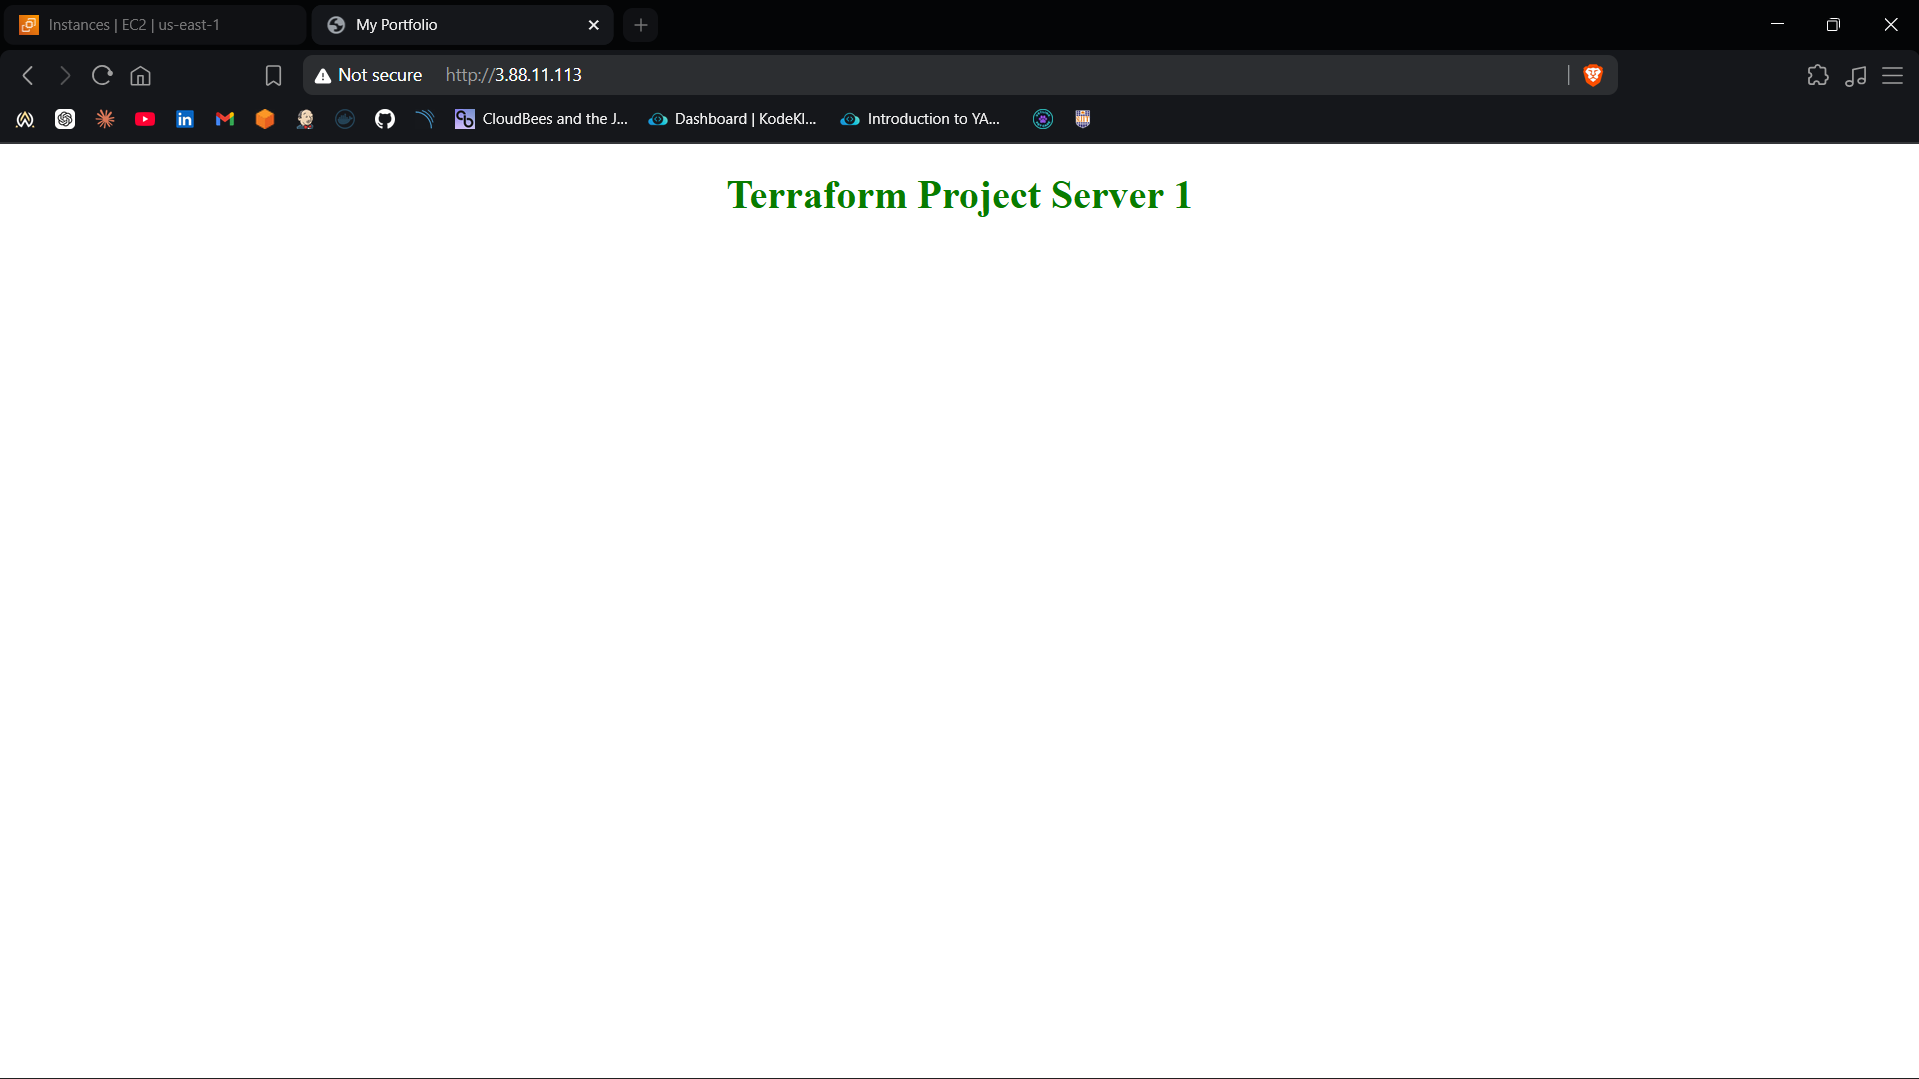 Instances | EC2 | us-east-1
My Portfolio
Not secure
http://3.88.11.113
CloudBees and the J...
Dashboard | KodeKl...
Introduction to YA...
Terraform Project Server 1